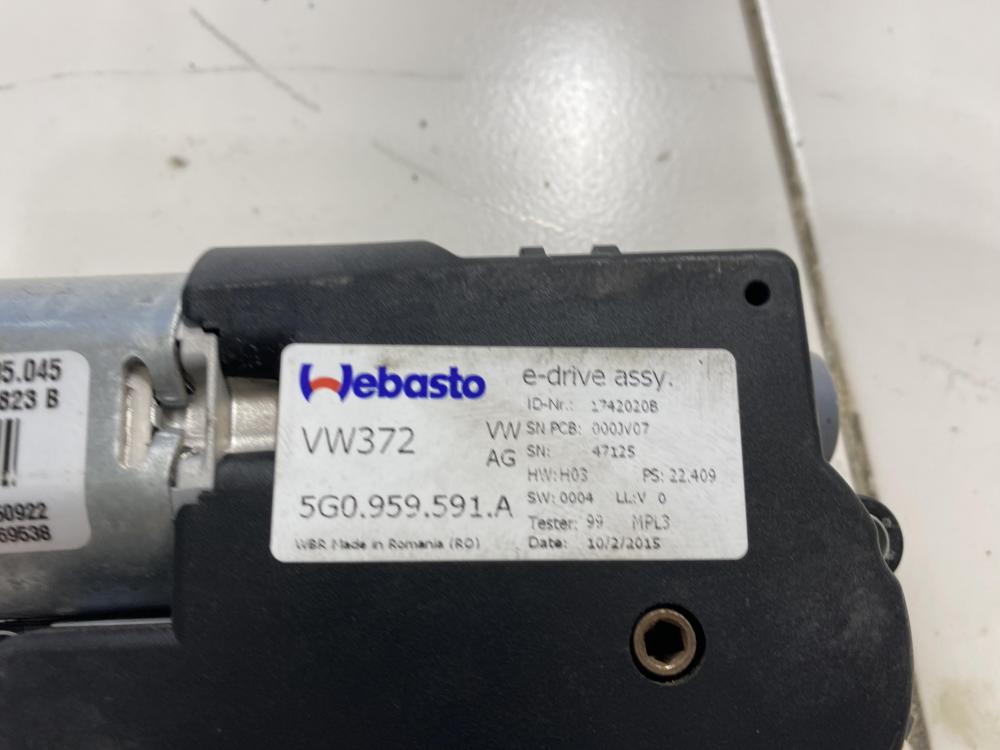 5.045
823 B
60922
69538
Webasto
e-drive assy.
ID-Nr.: 1742020B
VW372
VW AG
SN PCB: 000JV07
SN: 47125
HW:H03 PS: 22.409
5G0.959.591.A
SW: 0004 LL:V 0
Tester: 99 MPL3
WBR Made in Romania (RO)
Date: 10/2/2015